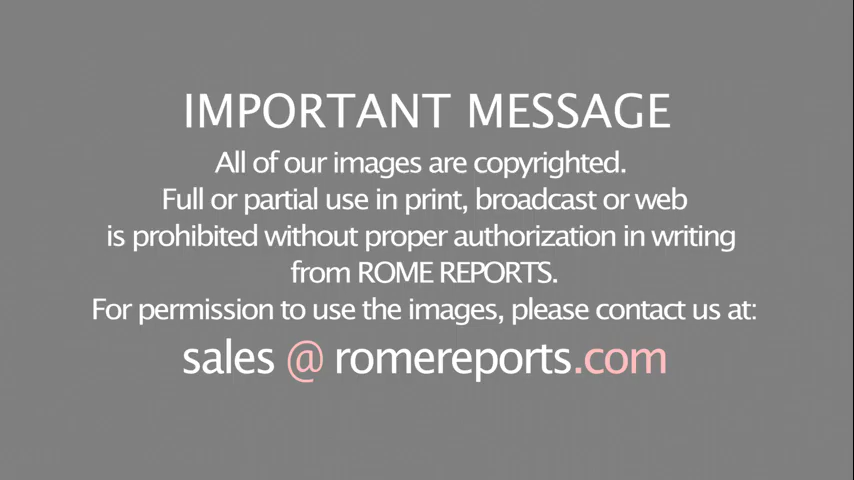 IMPORTANT MESSAGE
All of our images are copyrighted.
Full or partial use in print, broadcast or web
is prohibited without proper authorization in writing
from ROME REPORTS.
For permission to use the images, please contact us at:
sales @ romereports.com